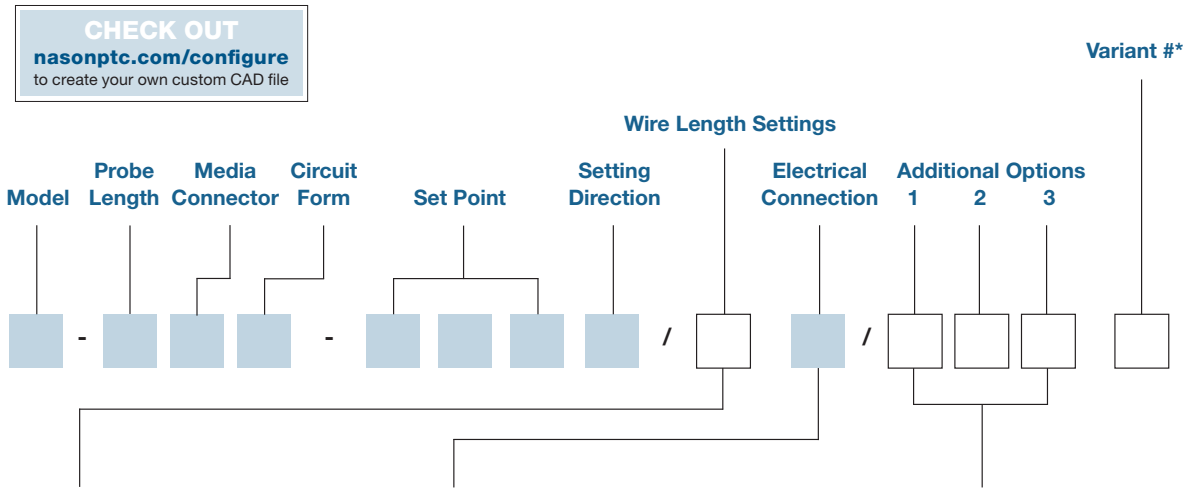 CHECK OUT
nasonptc.com/configure
to create your own custom CAD file
Variant #*
Wire Length Settings
Model
Probe
Length
Media
Connector
Circuit
Form
Set Point
Setting
Direction
Electrical
Connection
Additional Options
1 2 3
- - / /